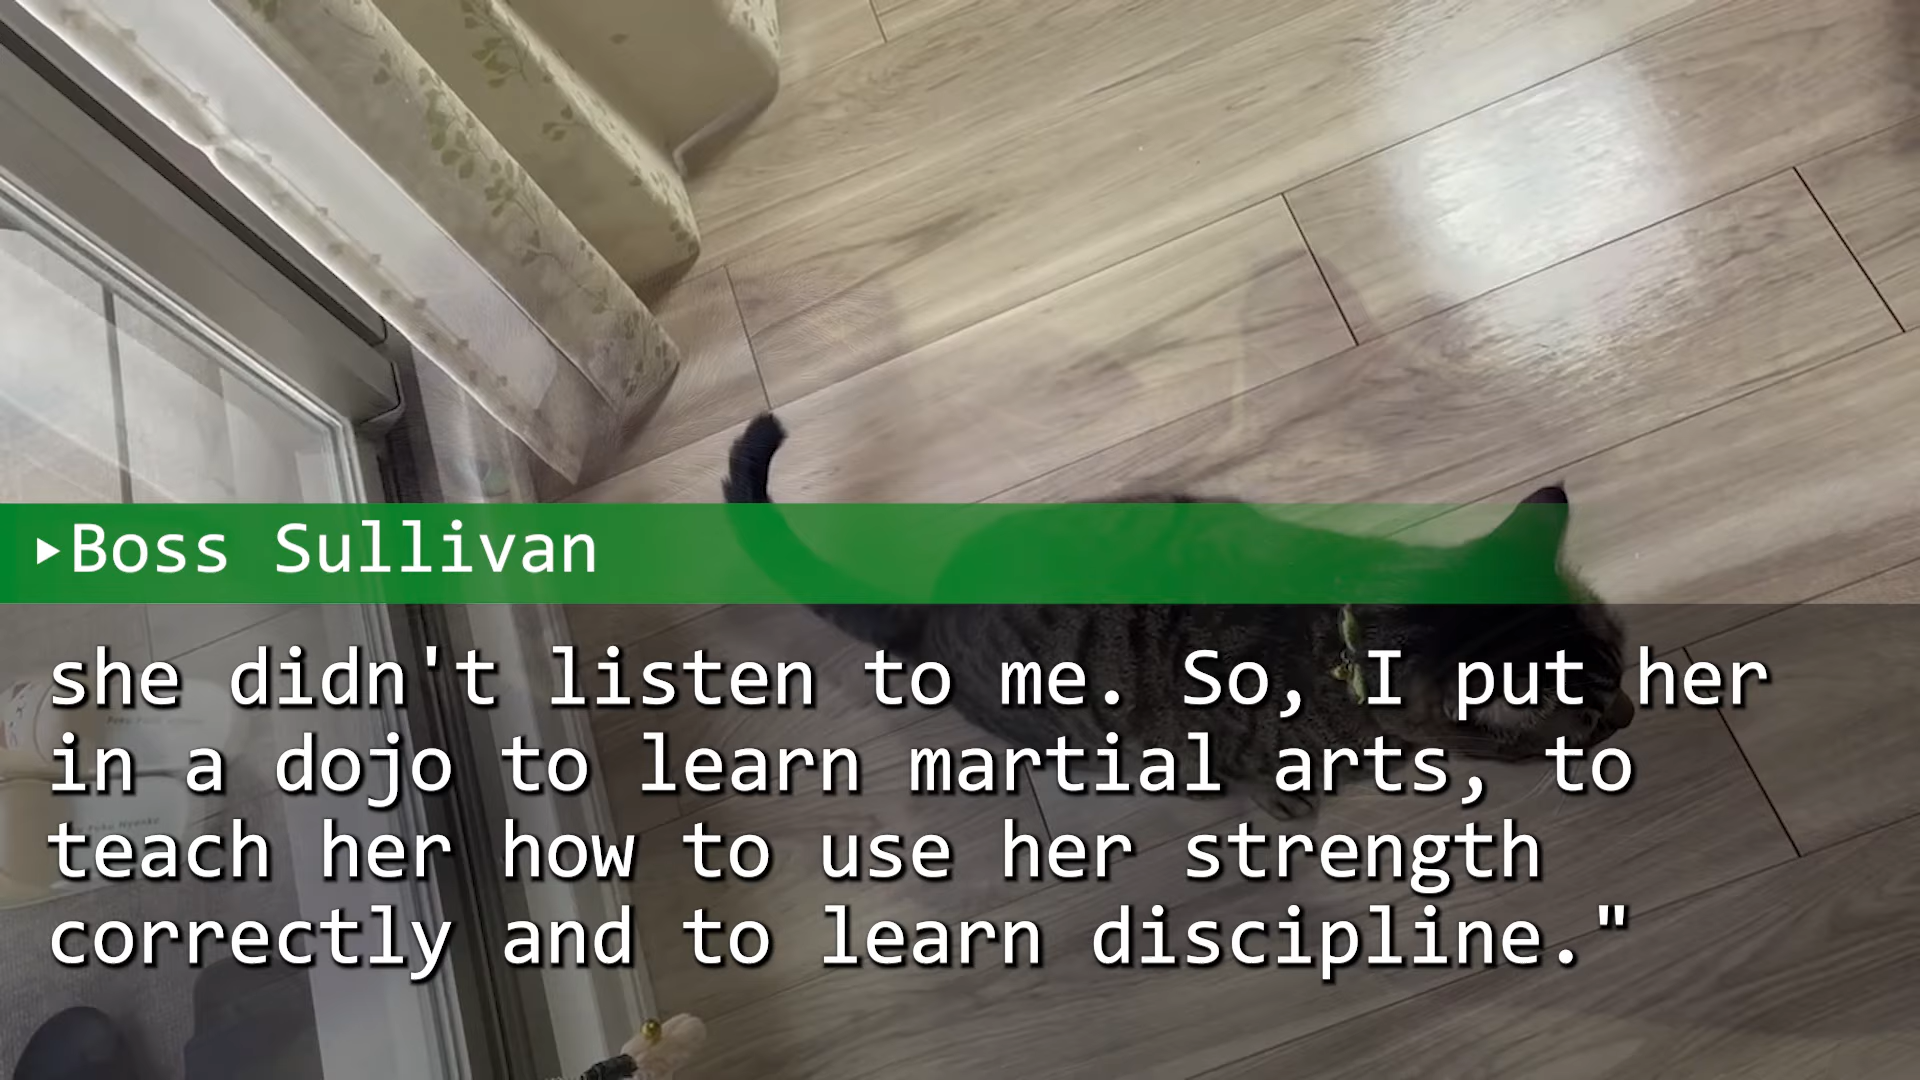 ▶Boss Sullivan
she didn't listen to me. So, I put her
in a dojo to learn martial arts, to
teach her how to use her strength
correctly and to learn discipline."